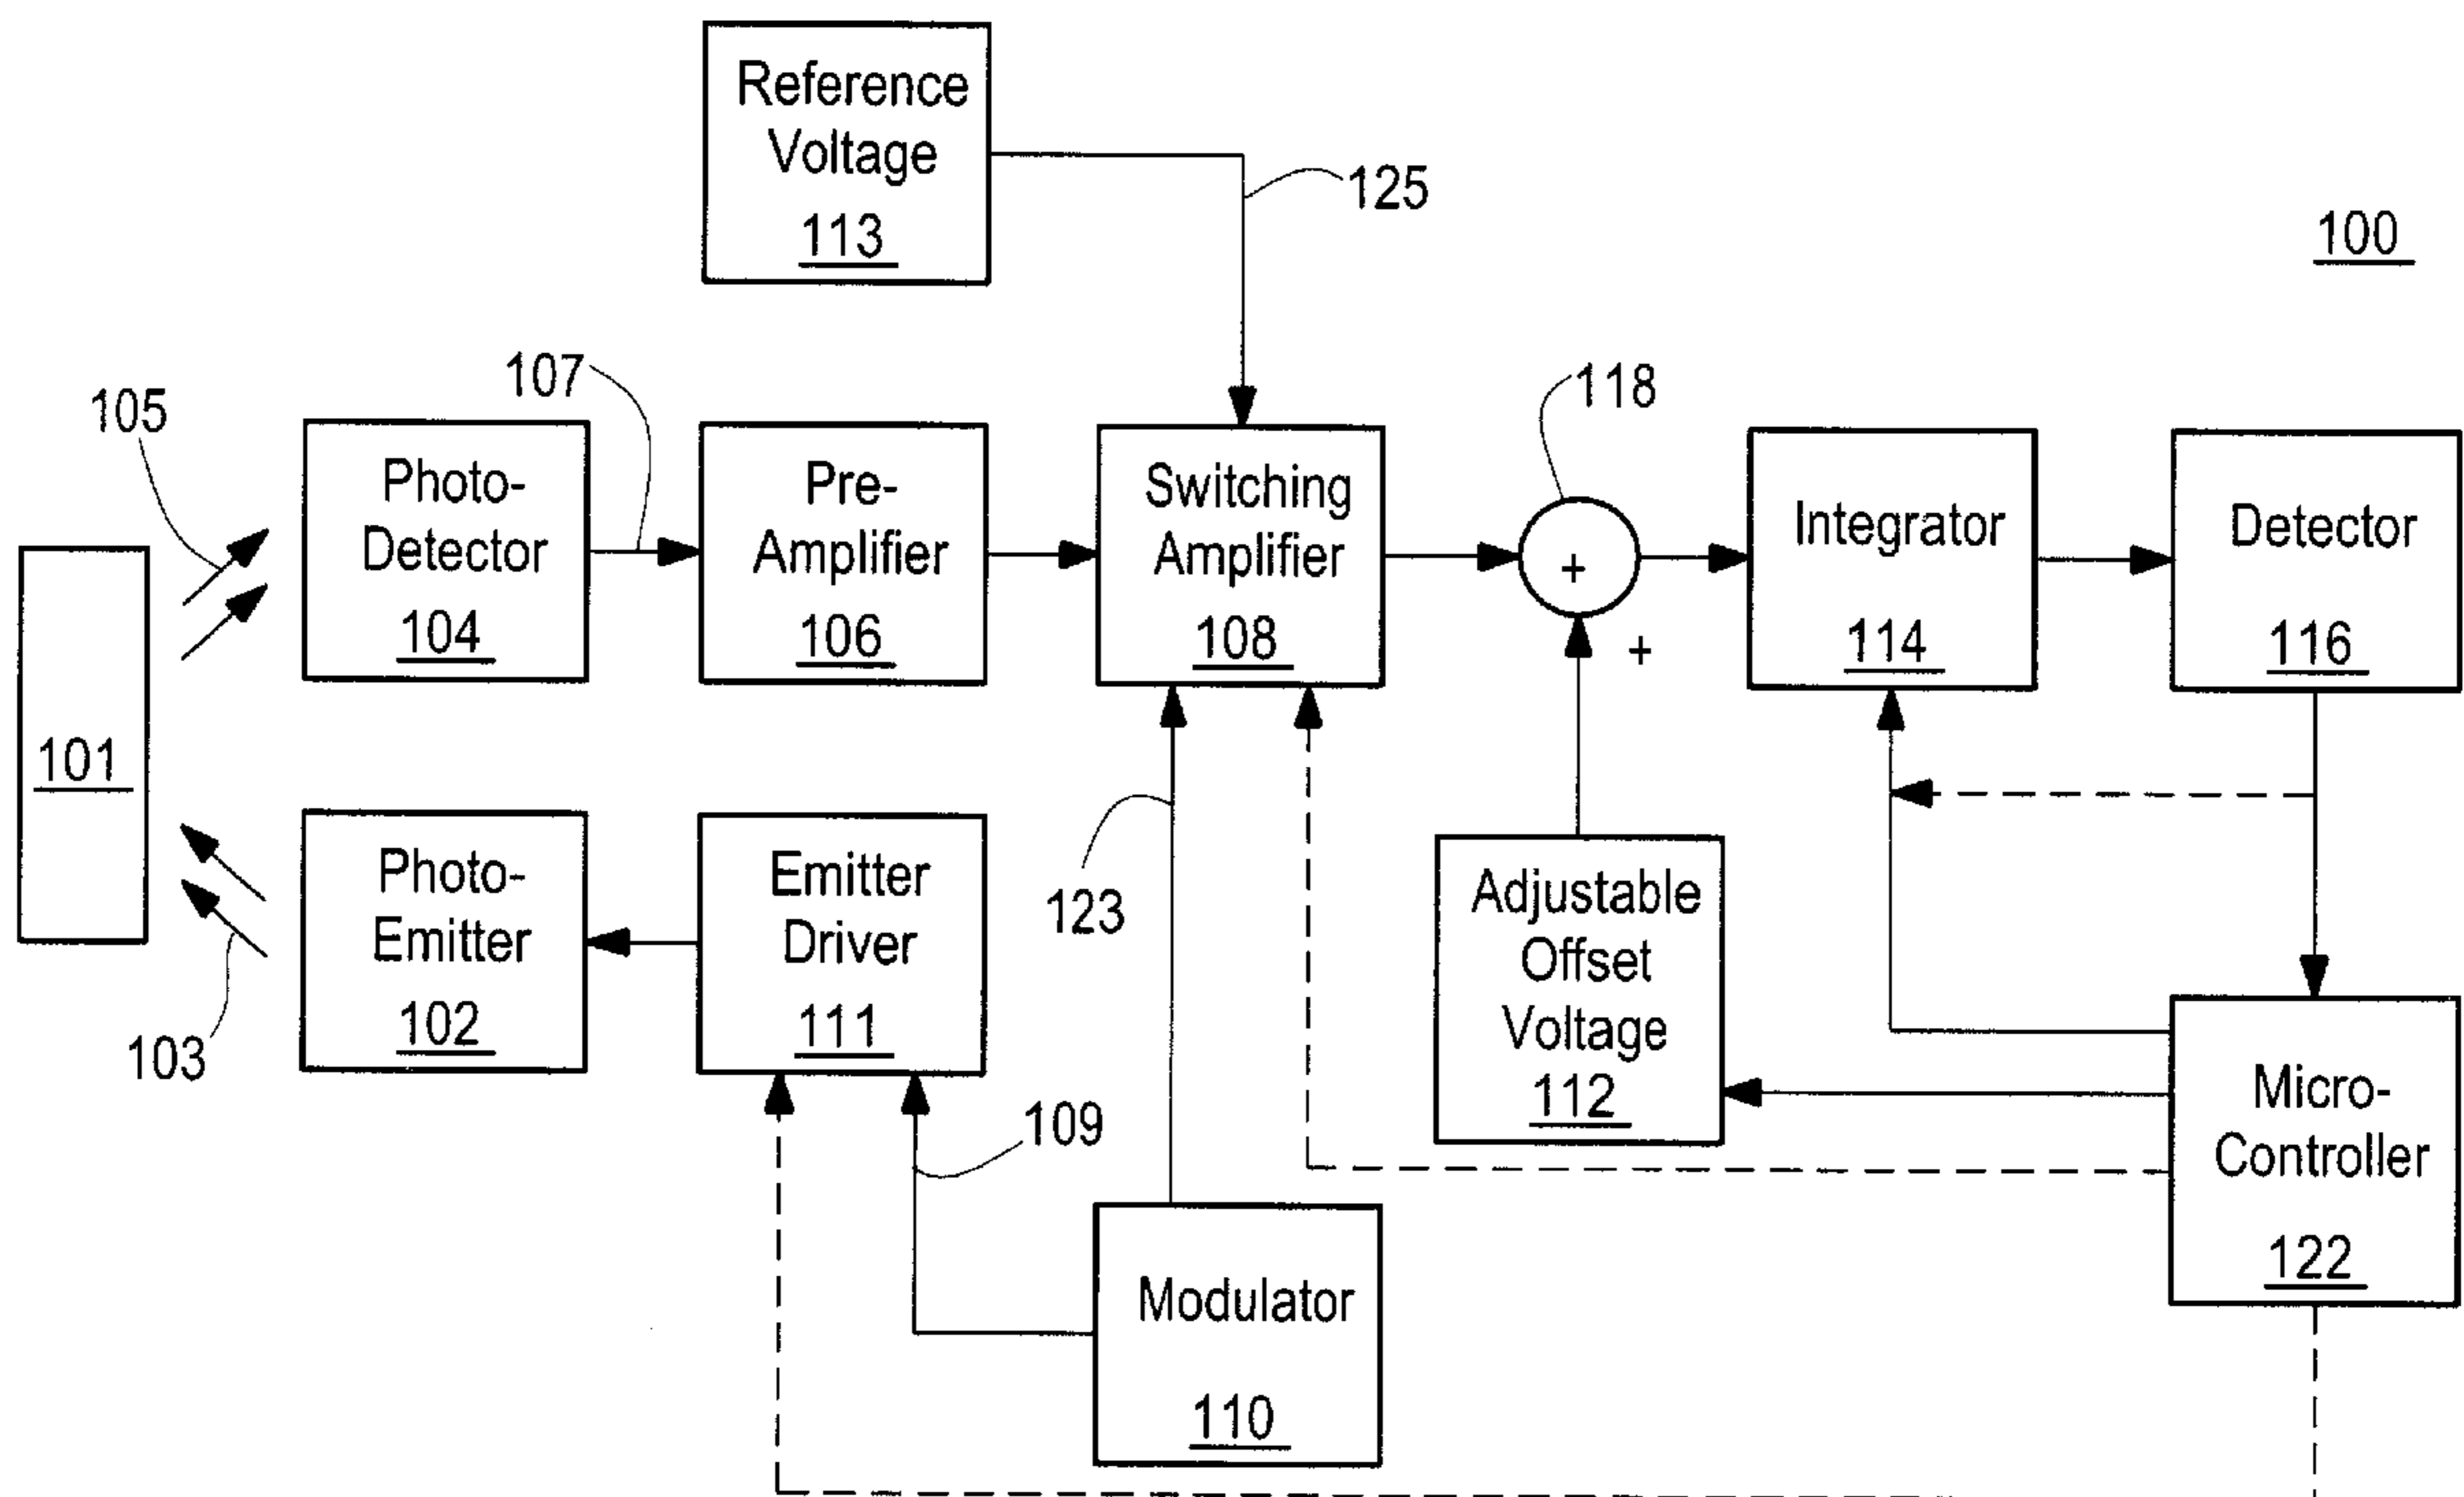 Reference
Voltage
113
125
100
107
118
105
Photo-
Detector
104
Pre-
Amplifier
106
Switching
Amplifier
108
+
+
Integrator
114
Detector
116
101
Photo-
Emitter
102
103
Emitter
Driver
111
123
109
Adjustable
Offset
Voltage
112
Micro-
Controller
122
Modulator
110